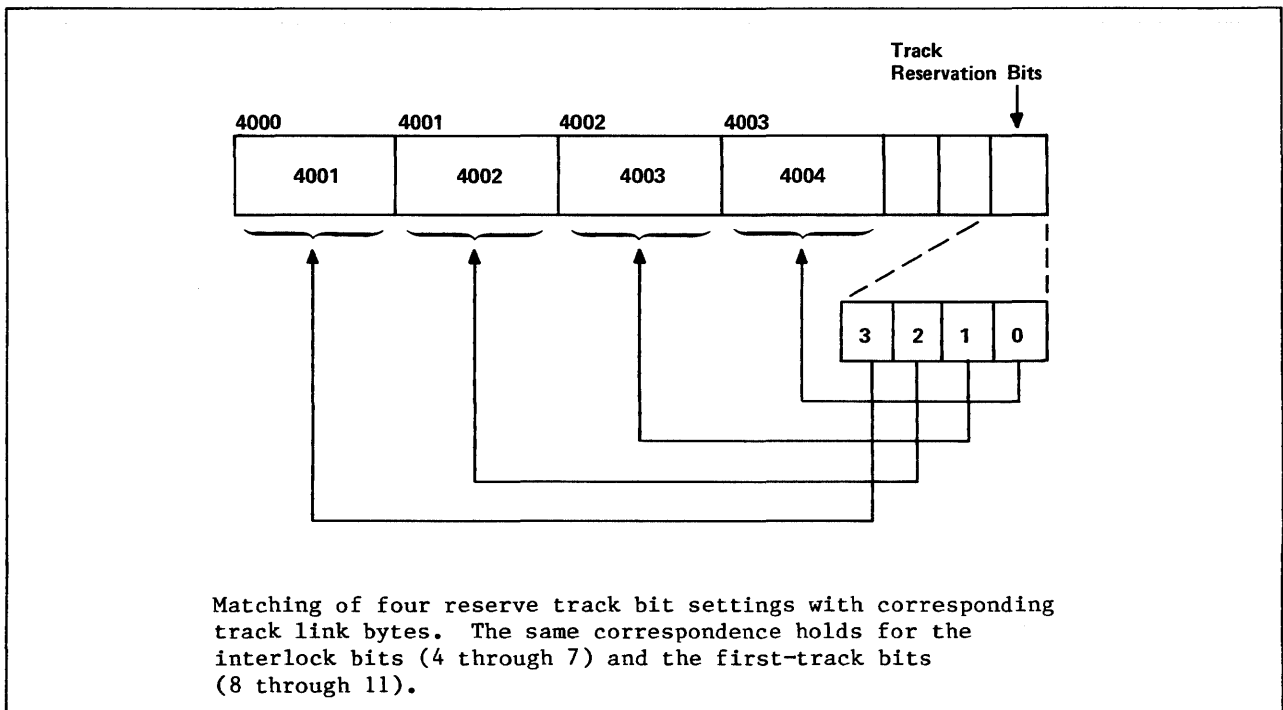 Track
Reservation Bits
4000 4001 4002 4003
4001 4002 4003 4004
3 2 1 0
Matching of four reserve track bit settings with corresponding
track link bytes. The same correspondence holds for the
interlock bits (4 through 7) and the first-track bits
(8 through 11).